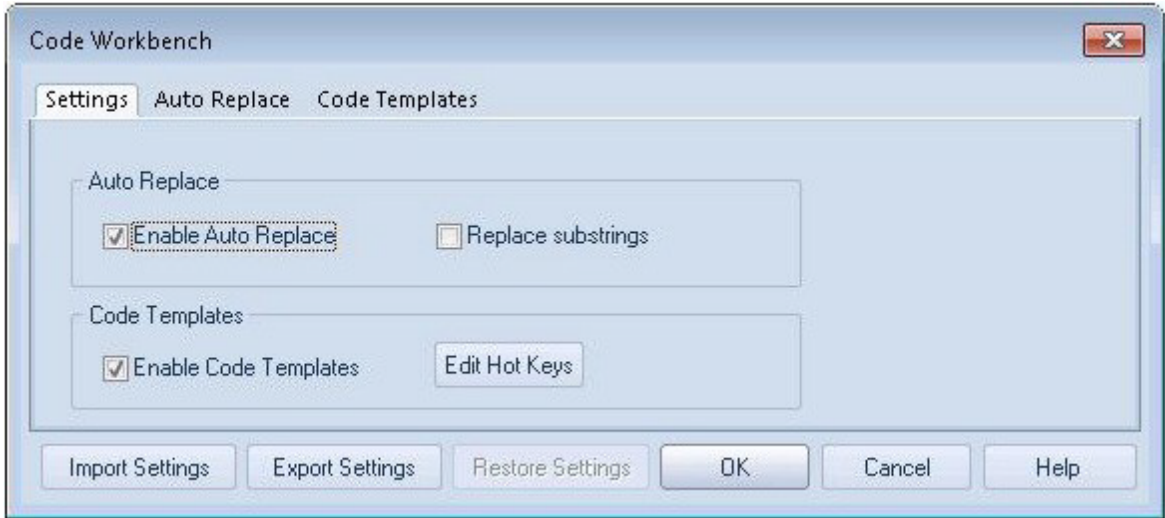 Code Workbench
Settings Auto Replace Code Templates
Auto Replace
Enable Auto Replace Replace substrings
Code Templates
Enable Code Templates Edit Hot Keys
Import Settings Export Settings Restore Settings OK Cancel Help